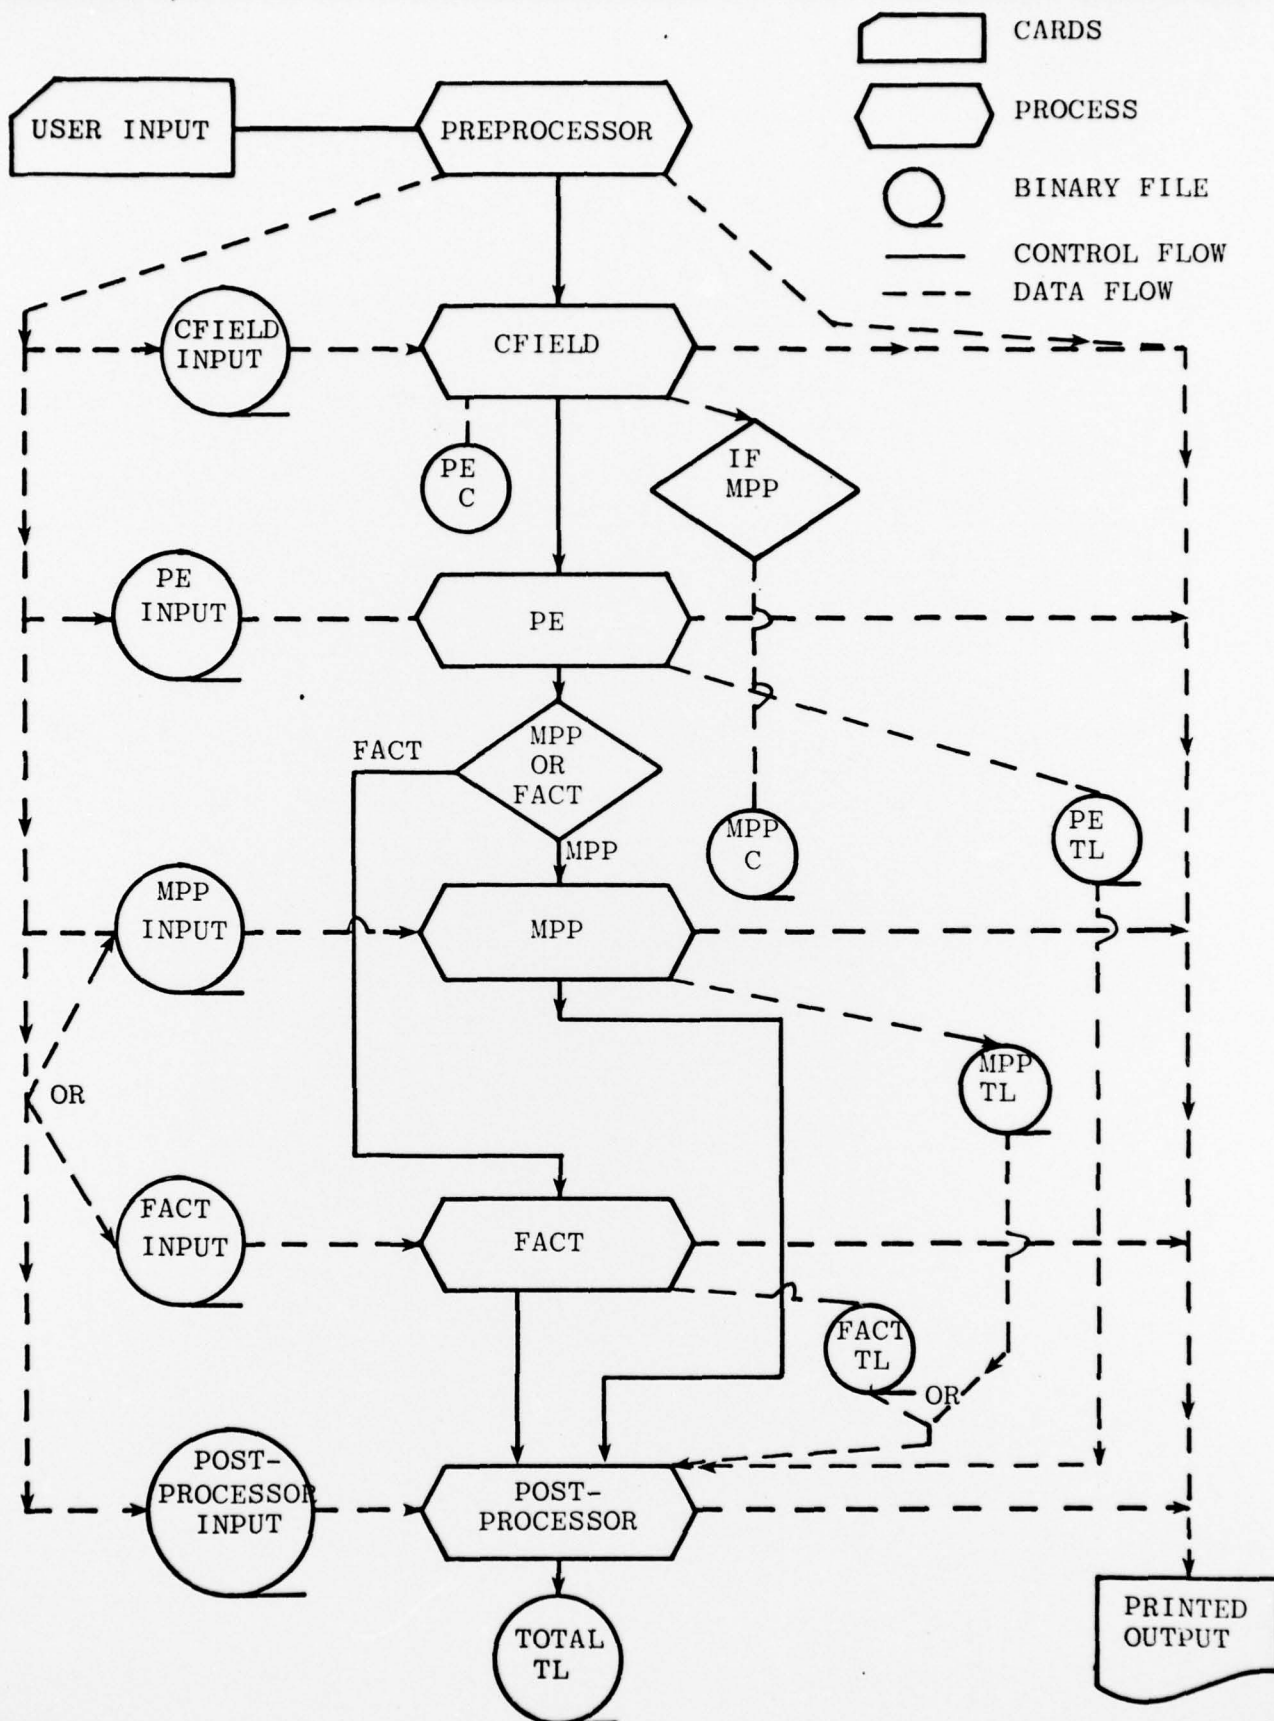 CARDS
USER INPUT
PREPROCESSOR
PROCESS
BINARY FILE
CONTROL FLOW
DATA FLOW
CFIELD
INPUT
CFIELD
PE
C
IF
MPP
PE
INPUT
PE
FACT
MPP
OR
FACT
MPP
MPP
C
PE
TL
MPP
INPUT
MPP
OR
MPP
TL
FACT
INPUT
FACT
FACT
TL
OR
POST-
PROCESSOR
INPUT
POST-
PROCESSOR
TOTAL
TL
PRINTED
OUTPUT